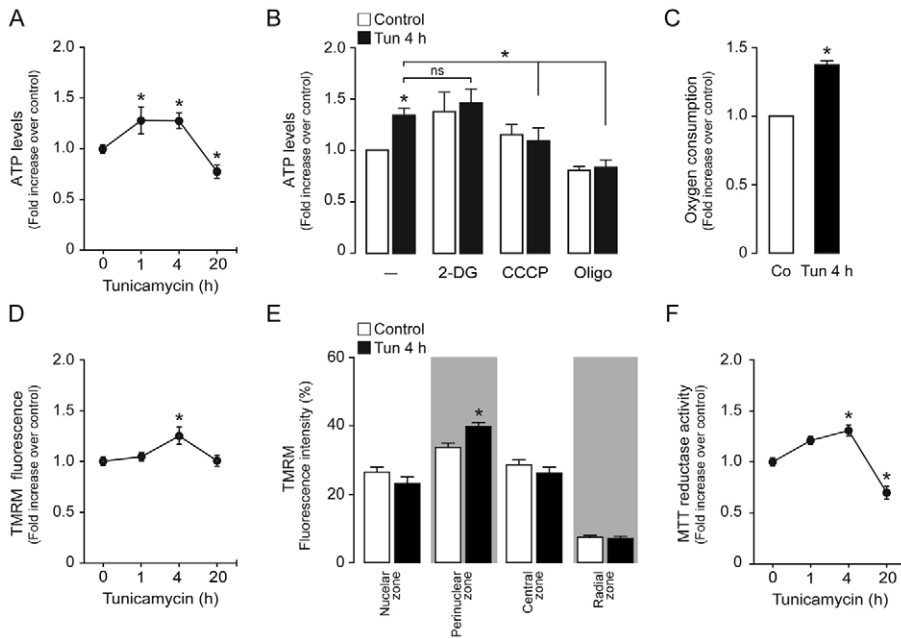 A
2.0
1.5
1.0
0.5
0
ATP levels
(Fold increase over control)
*
*
*
0 1 4 20
Tunicamycin (h)
B
Control
Tun 4 h
2.0
1.5
1.0
0.5
0
ATP levels
(Fold increase over control)
*
ns
*
— 2-DG CCCP Oligo
C
1.5
1.0
0.5
0
Oxygen consumption
(Fold increase over control)
*
Co Tun 4 h
D
2.0
1.5
1.0
0.5
0
TMRM fluorescence
(Fold increase over control)
*
0 1 4 20
Tunicamycin (h)
E
Control
Tun 4 h
60
40
20
0
TMRM
Fluorescence intensity (%)
*
Nucelar
zone
Perinuclear
zone
Central
zone
Radial
zone
F
2.0
1.5
1.0
0.5
0
MTT reductase activity
(Fold increase over control)
*
*
0 1 4 20
Tunicamycin (h)